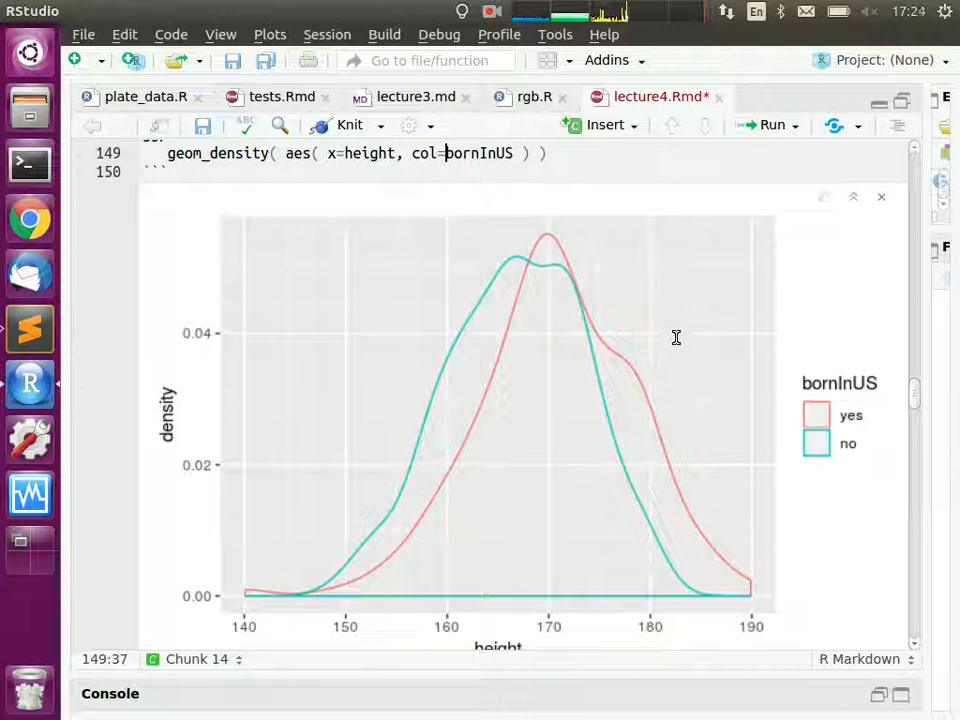 RStudio
En
17:24
File Edit Code View Plots Session Build Debug Profile Tools Help
Go to file/function
Addins
Project: (None)
plate_data.R
tests.Rmd
lecture3.md
rgb.R
lecture4.Rmd*
E
ABC
Knit
Insert
Run
149 geom_density( aes( x=height, col=bornInUS ) )
150 ```
F
0.04
0.02
0.00
density
bornInUS
yes
no
140 150 160 170 180 190
height
149:37
C Chunk 14
R Markdown
Console